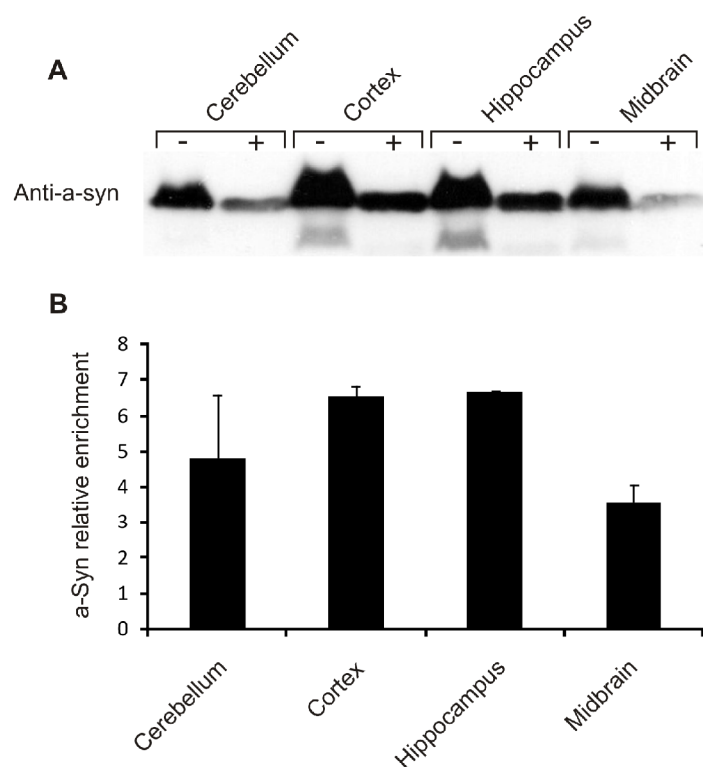 A
Cerebellum
Cortex
Hippocampus
Midbrain
- + - + - + - +
Anti-a-syn
B
a-Syn relative enrichment
8
7
6
5
4
3
2
1
0
Cerebellum
Cortex
Hippocampus
Midbrain